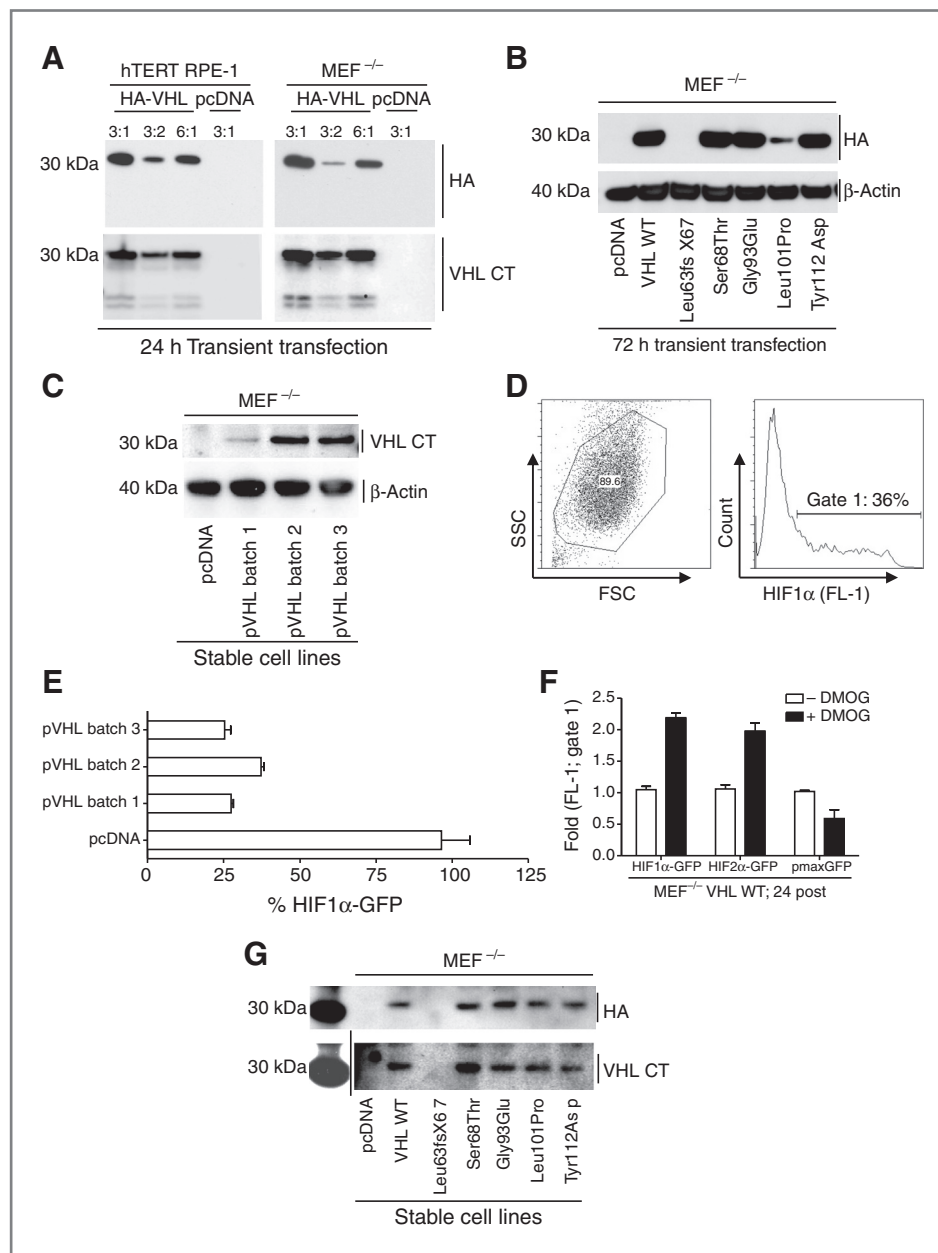 A
hTERT RPE-1
MEF −/−
HA-VHL pcDNA
HA-VHL pcDNA
3:1 3:2 6:1 3:1
3:1 3:2 6:1 3:1
30 kDa
HA
30 kDa
VHL CT
24 h Transient transfection
B
MEF −/−
30 kDa
HA
40 kDa
β-Actin
pcDNA
VHL WT
Leu63fs X67
Ser68Thr
Gly93Glu
Leu101Pro
Tyr112 Asp
72 h transient transfection
C
MEF −/−
30 kDa
VHL CT
40 kDa
β-Actin
pcDNA
pVHL batch 1
pVHL batch 2
pVHL batch 3
Stable cell lines
D
89.6
SSC
FSC
Count
Gate 1: 36%
HIF1α (FL-1)
E
pVHL batch 3
pVHL batch 2
pVHL batch 1
pcDNA
0 25 50 75 100 125
% HIF1α-GFP
F
− DMOG
+ DMOG
Fold (FL-1; gate 1)
2.5
2.0
1.5
1.0
0.5
0.0
HIF1α-GFP HIF2α-GFP pmaxGFP
MEF−/− VHL WT; 24 post
G
MEF −/−
30 kDa
HA
30 kDa
VHL CT
pcDNA
VHL WT
Leu63fsX6 7
Ser68Thr
Gly93Glu
Leu101Pro
Tyr112As p
Stable cell lines